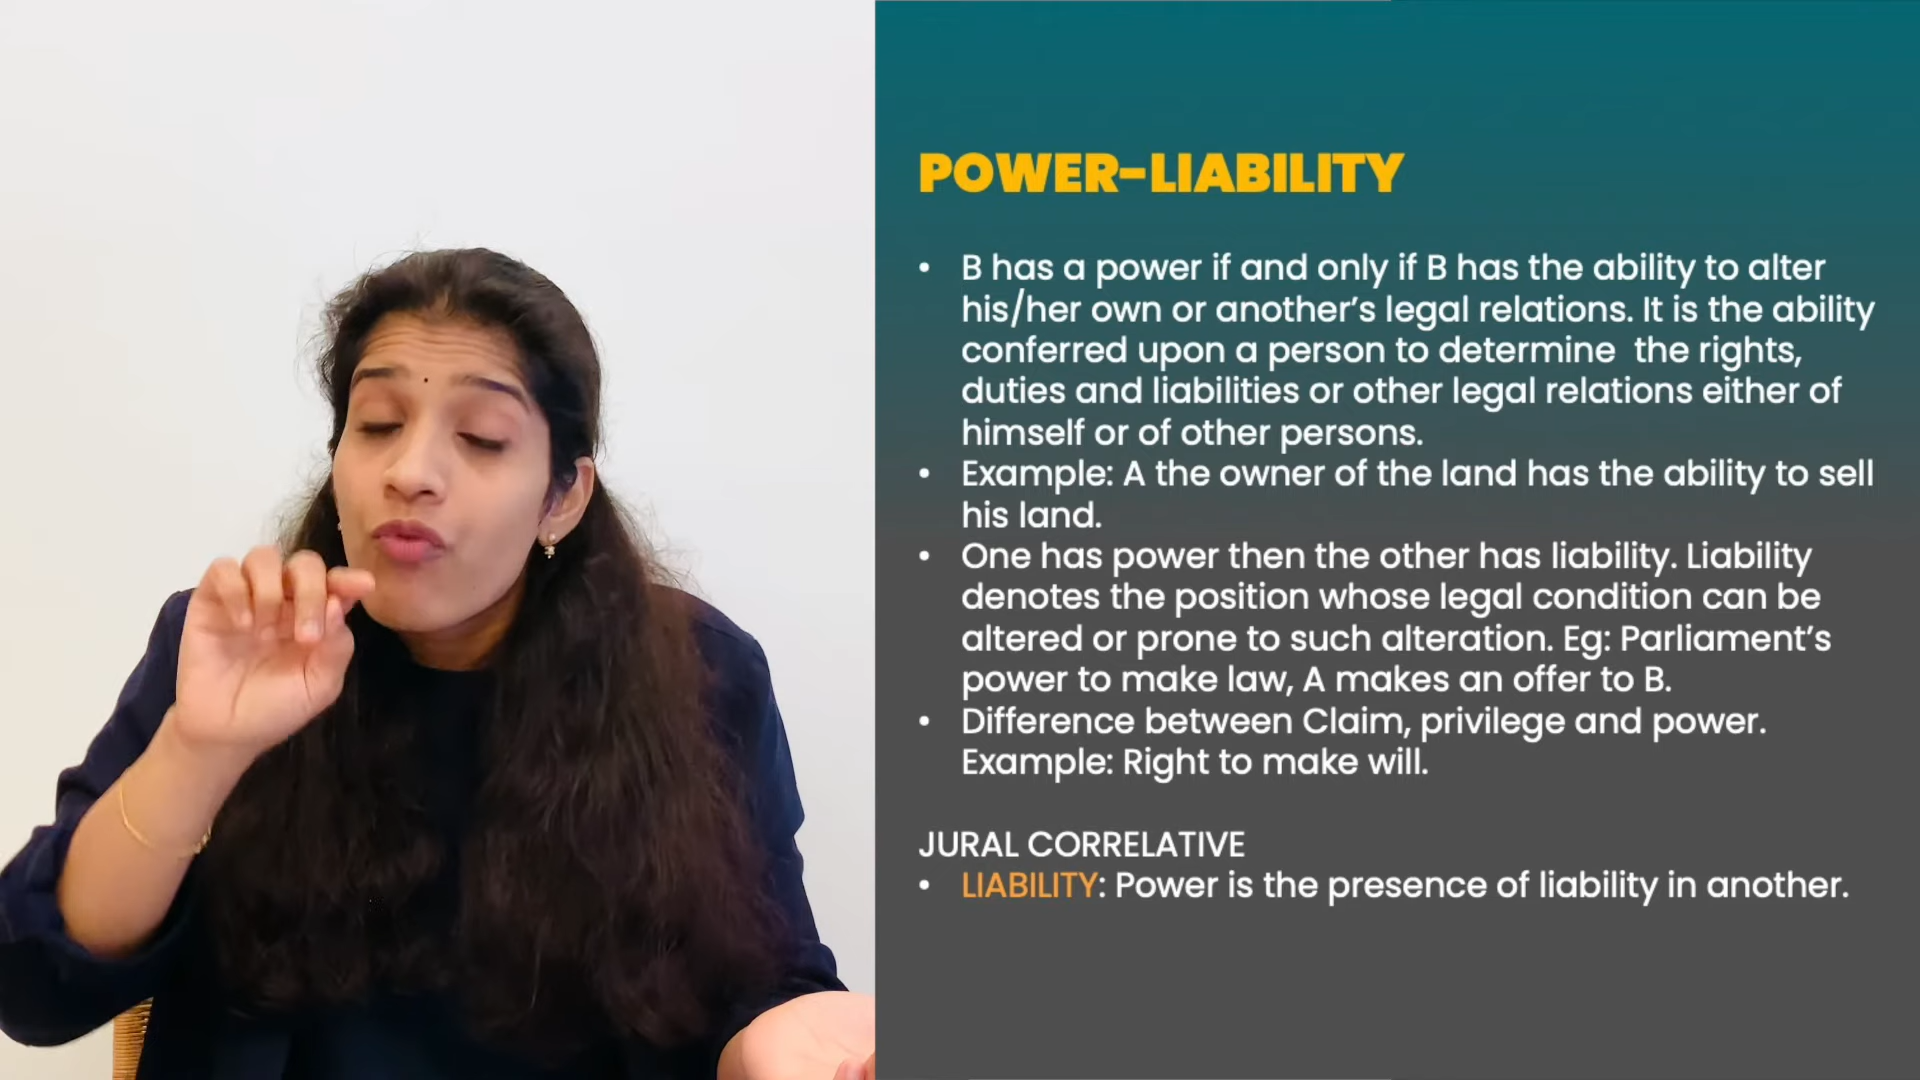 POWER-LIABILITY
• B has a power if and only if B has the ability to alter
his/her own or another’s legal relations. It is the ability
conferred upon a person to determine the rights,
duties and liabilities or other legal relations either of
himself or of other persons.
• Example: A the owner of the land has the ability to sell
his land.
• One has power then the other has liability. Liability
denotes the position whose legal condition can be
altered or prone to such alteration. Eg: Parliament’s
power to make law, A makes an offer to B.
• Difference between Claim, privilege and power.
Example: Right to make will.
JURAL CORRELATIVE
• LIABILITY: Power is the presence of liability in another.